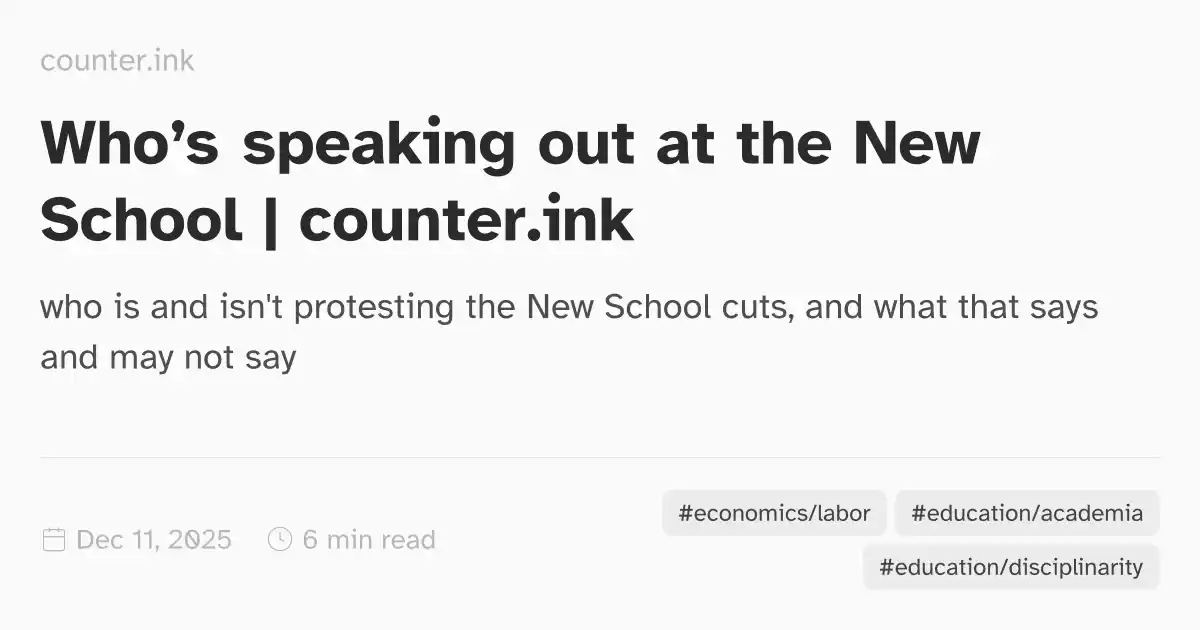 counter.ink
Who’s speaking out at the New
School | counter.ink
who is and isn't protesting the New School cuts, and what that says
and may not say
Dec 11, 2025
6 min read
#economics/labor
#education/academia
#education/disciplinarity